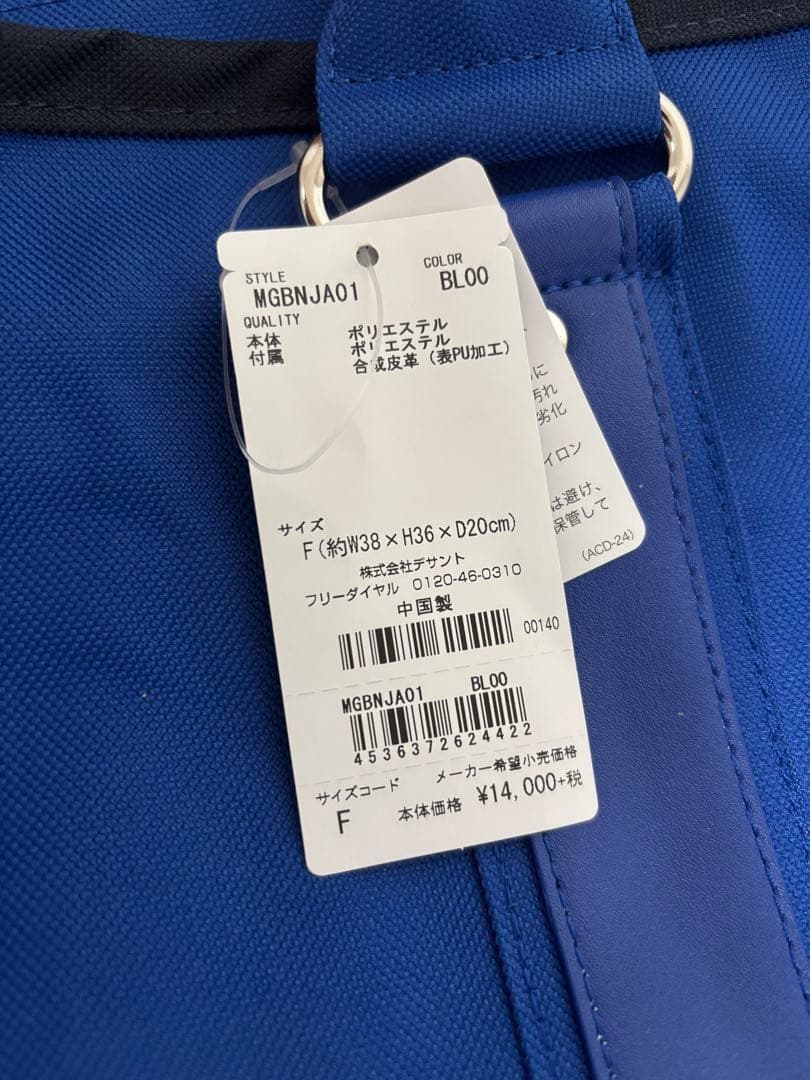 STYLE
COLOR
MGBNJA01
BL00
QUALITY
本体 ポリエステル
付属 ポリエステル
合成皮革（表PU加工）
サイズ
F(約W38×H36×D20cm)
株式会社デサント
フリーダイヤル 0120-46-0310
中国製
00140
MGBNJA01 BL00
4536372624422
サイズコード メーカー希望小売価格
F 本体価格 ¥14,000+税
に
汚れ
劣化
イロン
は避け、
保管して
(ACD-24)